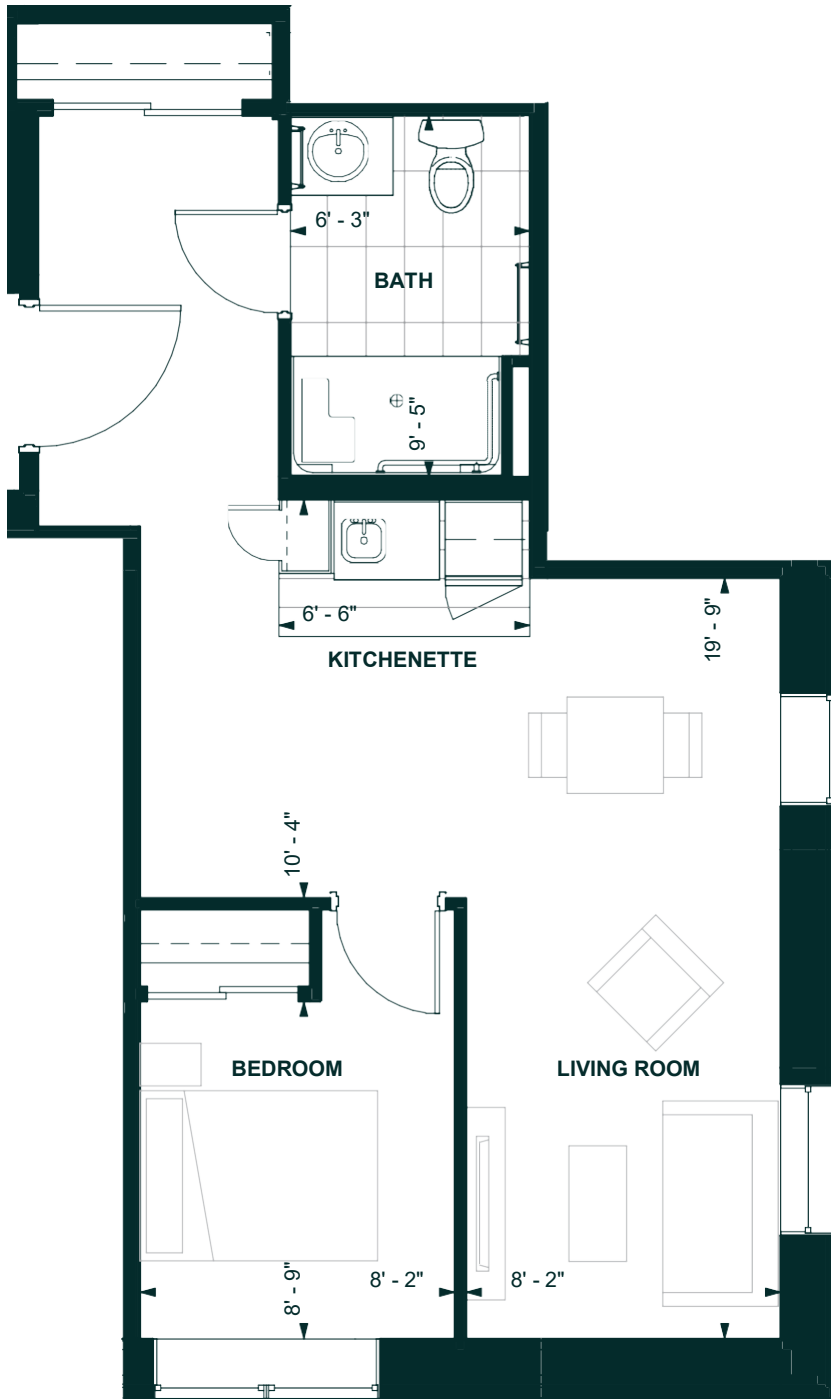 6' - 3"
BATH
9' - 5"
6' - 6"
KITCHENETTE
19' - 9"
10' - 4"
BEDROOM
LIVING ROOM
8' - 9"
8' - 2"
8' - 2"